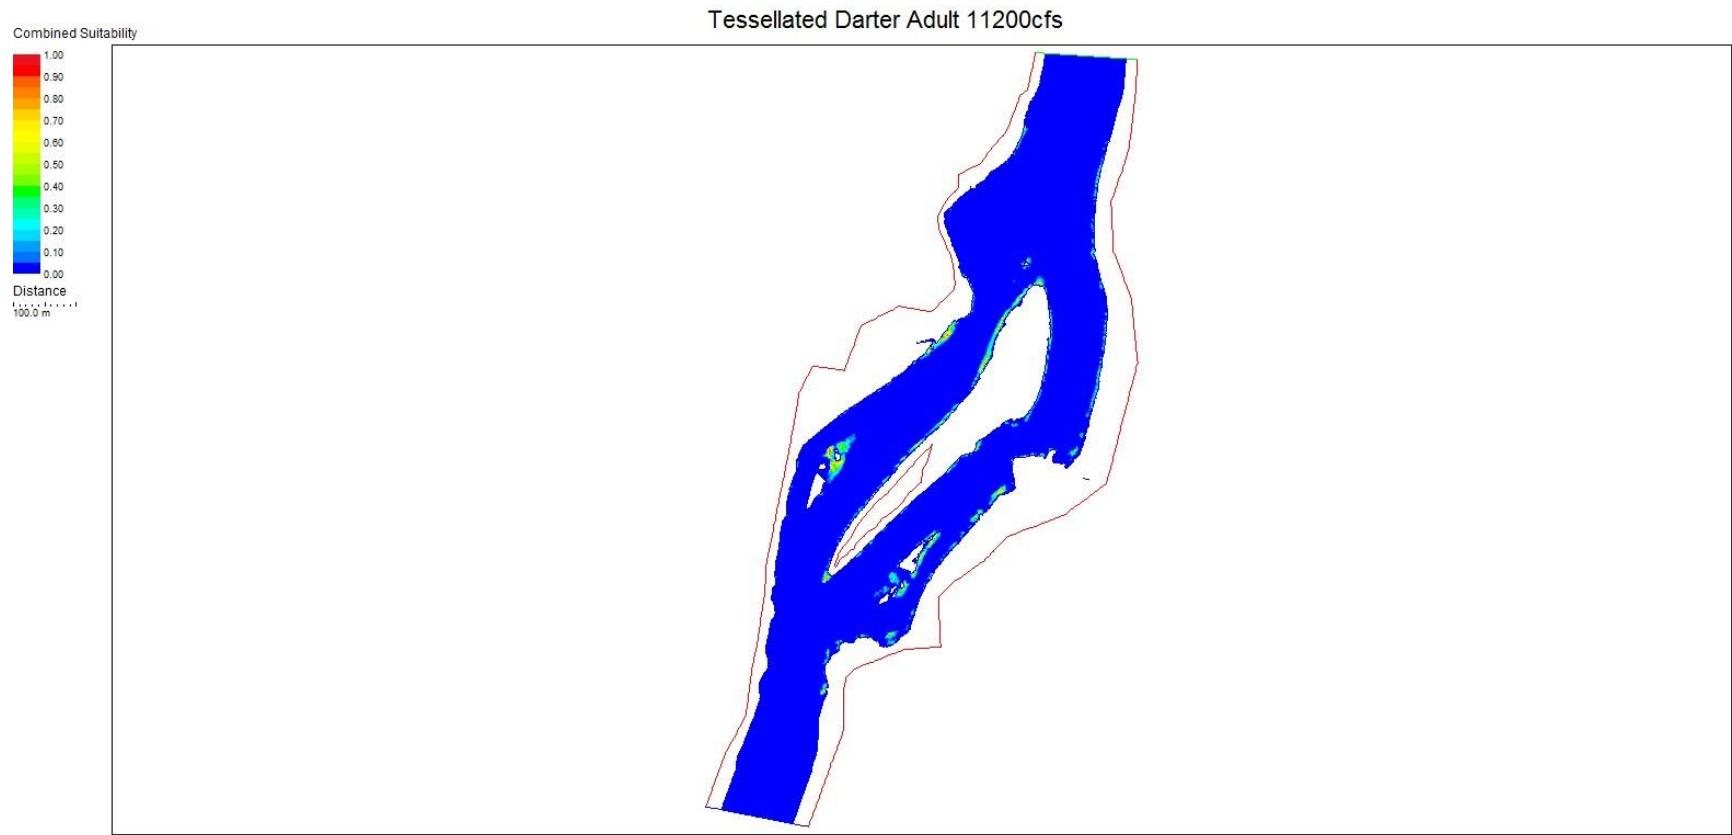 Tessellated Darter Adult 11200cfs
Combined Suitability
1.00
0.90
0.80
0.70
0.60
0.50
0.40
0.30
0.20
0.10
0.00
Distance
100.0 m